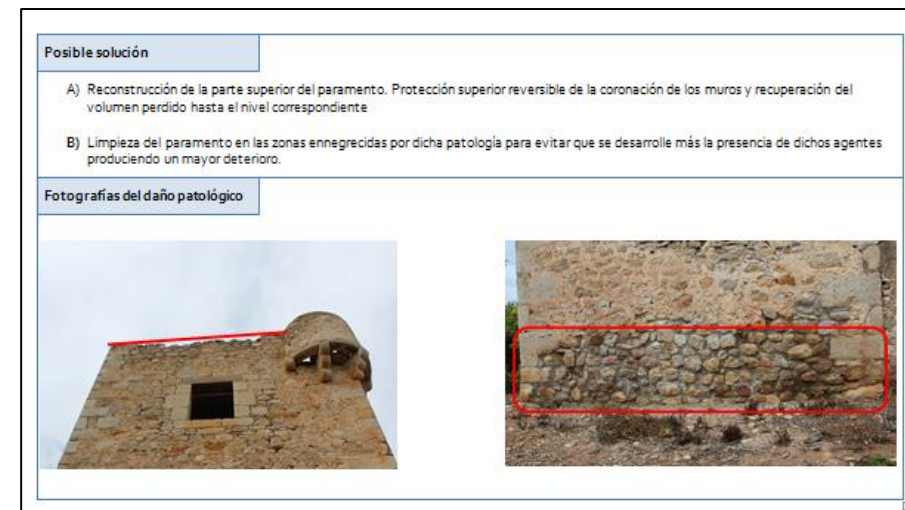 Posible solución
A) Reconstrucción de la parte superior del paramento. Protección superior reversible de la coronación de los muros y recuperación del
volumen perdido hasta el nivel correspondiente
B) Limpieza del paramento en las zonas ennegrecidas por dicha patología para evitar que se desarrolle más la presencia de dichos agentes
produciendo un mayor deterioro.
Fotografías del daño patológico